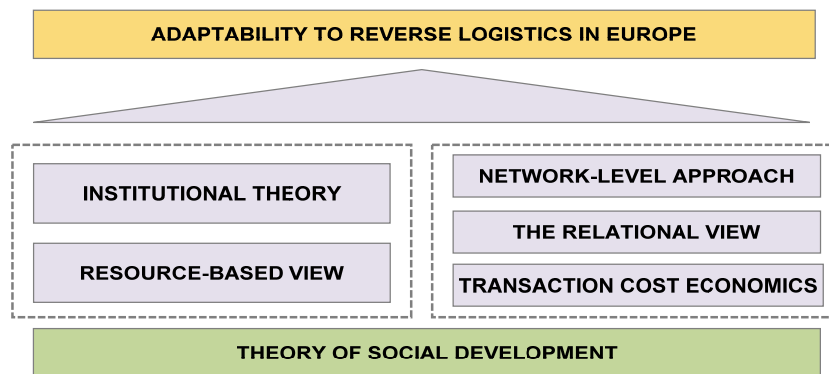 ADAPTABILITY TO REVERSE LOGISTICS IN EUROPE
INSTITUTIONAL THEORY
RESOURCE-BASED VIEW
NETWORK-LEVEL APPROACH
THE RELATIONAL VIEW
TRANSACTION COST ECONOMICS
THEORY OF SOCIAL DEVELOPMENT